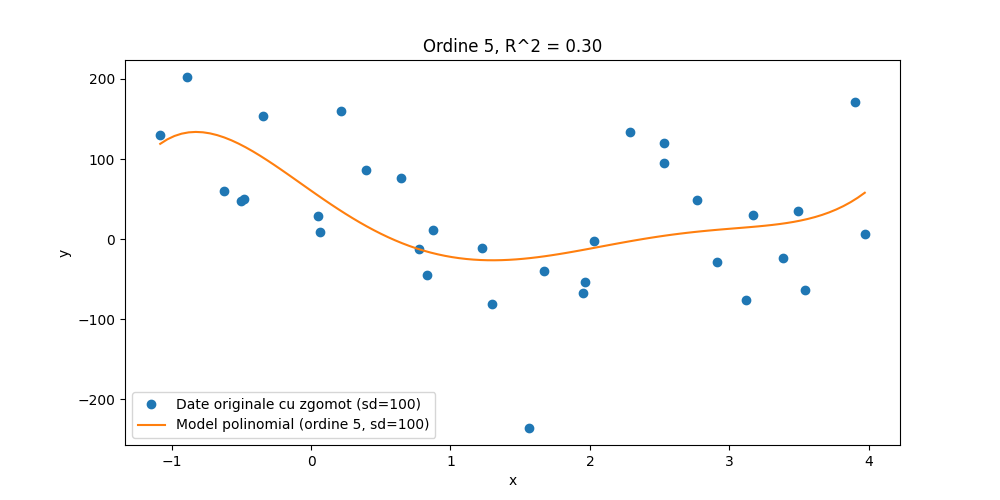 Ordine 5, R^2 = 0.30
y
200
100
0
−100
−200
Date originale cu zgomot (sd=100)
Model polinomial (ordine 5, sd=100)
−1
0
1
2
3
4
x